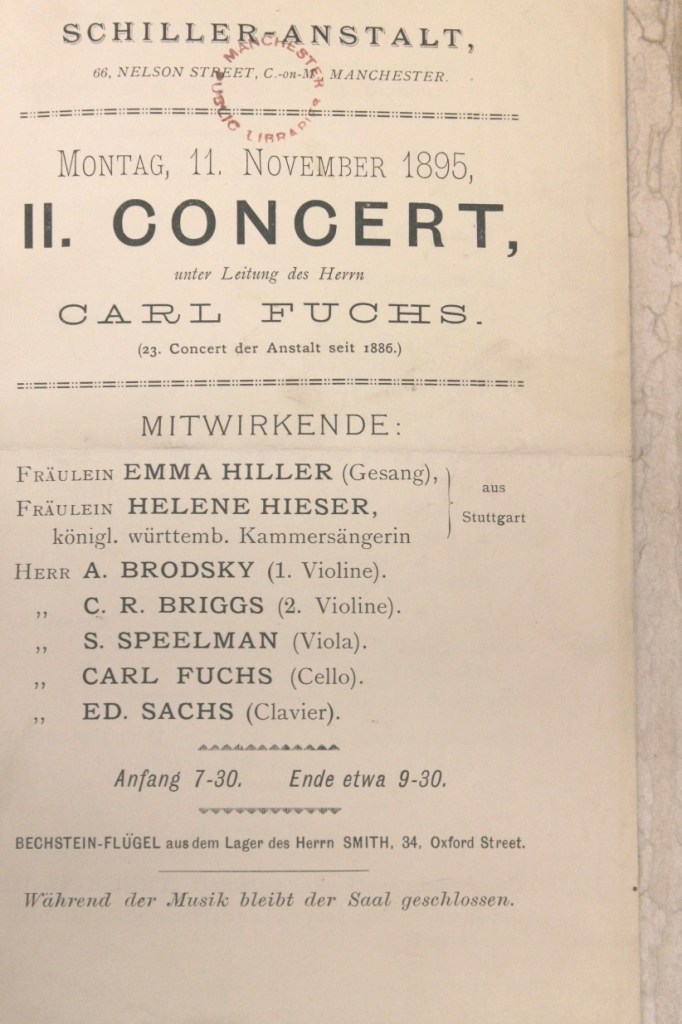 SCHILLER-ANSTALT,
66, NELSON STREET, C.-on-M., MANCHESTER.
MANCHESTER PUBLIC LIBRARIES
MONTAG, 11. NOVEMBER 1895,
II. CONCERT,
unter Leitung des Herrn
CARL FUCHS.
(23. Concert der Anstalt seit 1886.)
MITWIRKENDE:
FRÄULEIN EMMA HILLER (Gesang),
FRÄULEIN HELENE HIESER,
königl. württemb. Kammersängerin
aus
Stuttgart
HERR A. BRODSKY (1. Violine).
„ C. R. BRIGGS (2. Violine).
„ S. SPEELMAN (Viola).
„ CARL FUCHS (Cello).
„ ED. SACHS (Clavier).
Anfang 7-30. Ende etwa 9-30.
BECHSTEIN-FLÜGEL aus dem Lager des Herrn SMITH, 34, Oxford Street.
Während der Musik bleibt der Saal geschlossen.